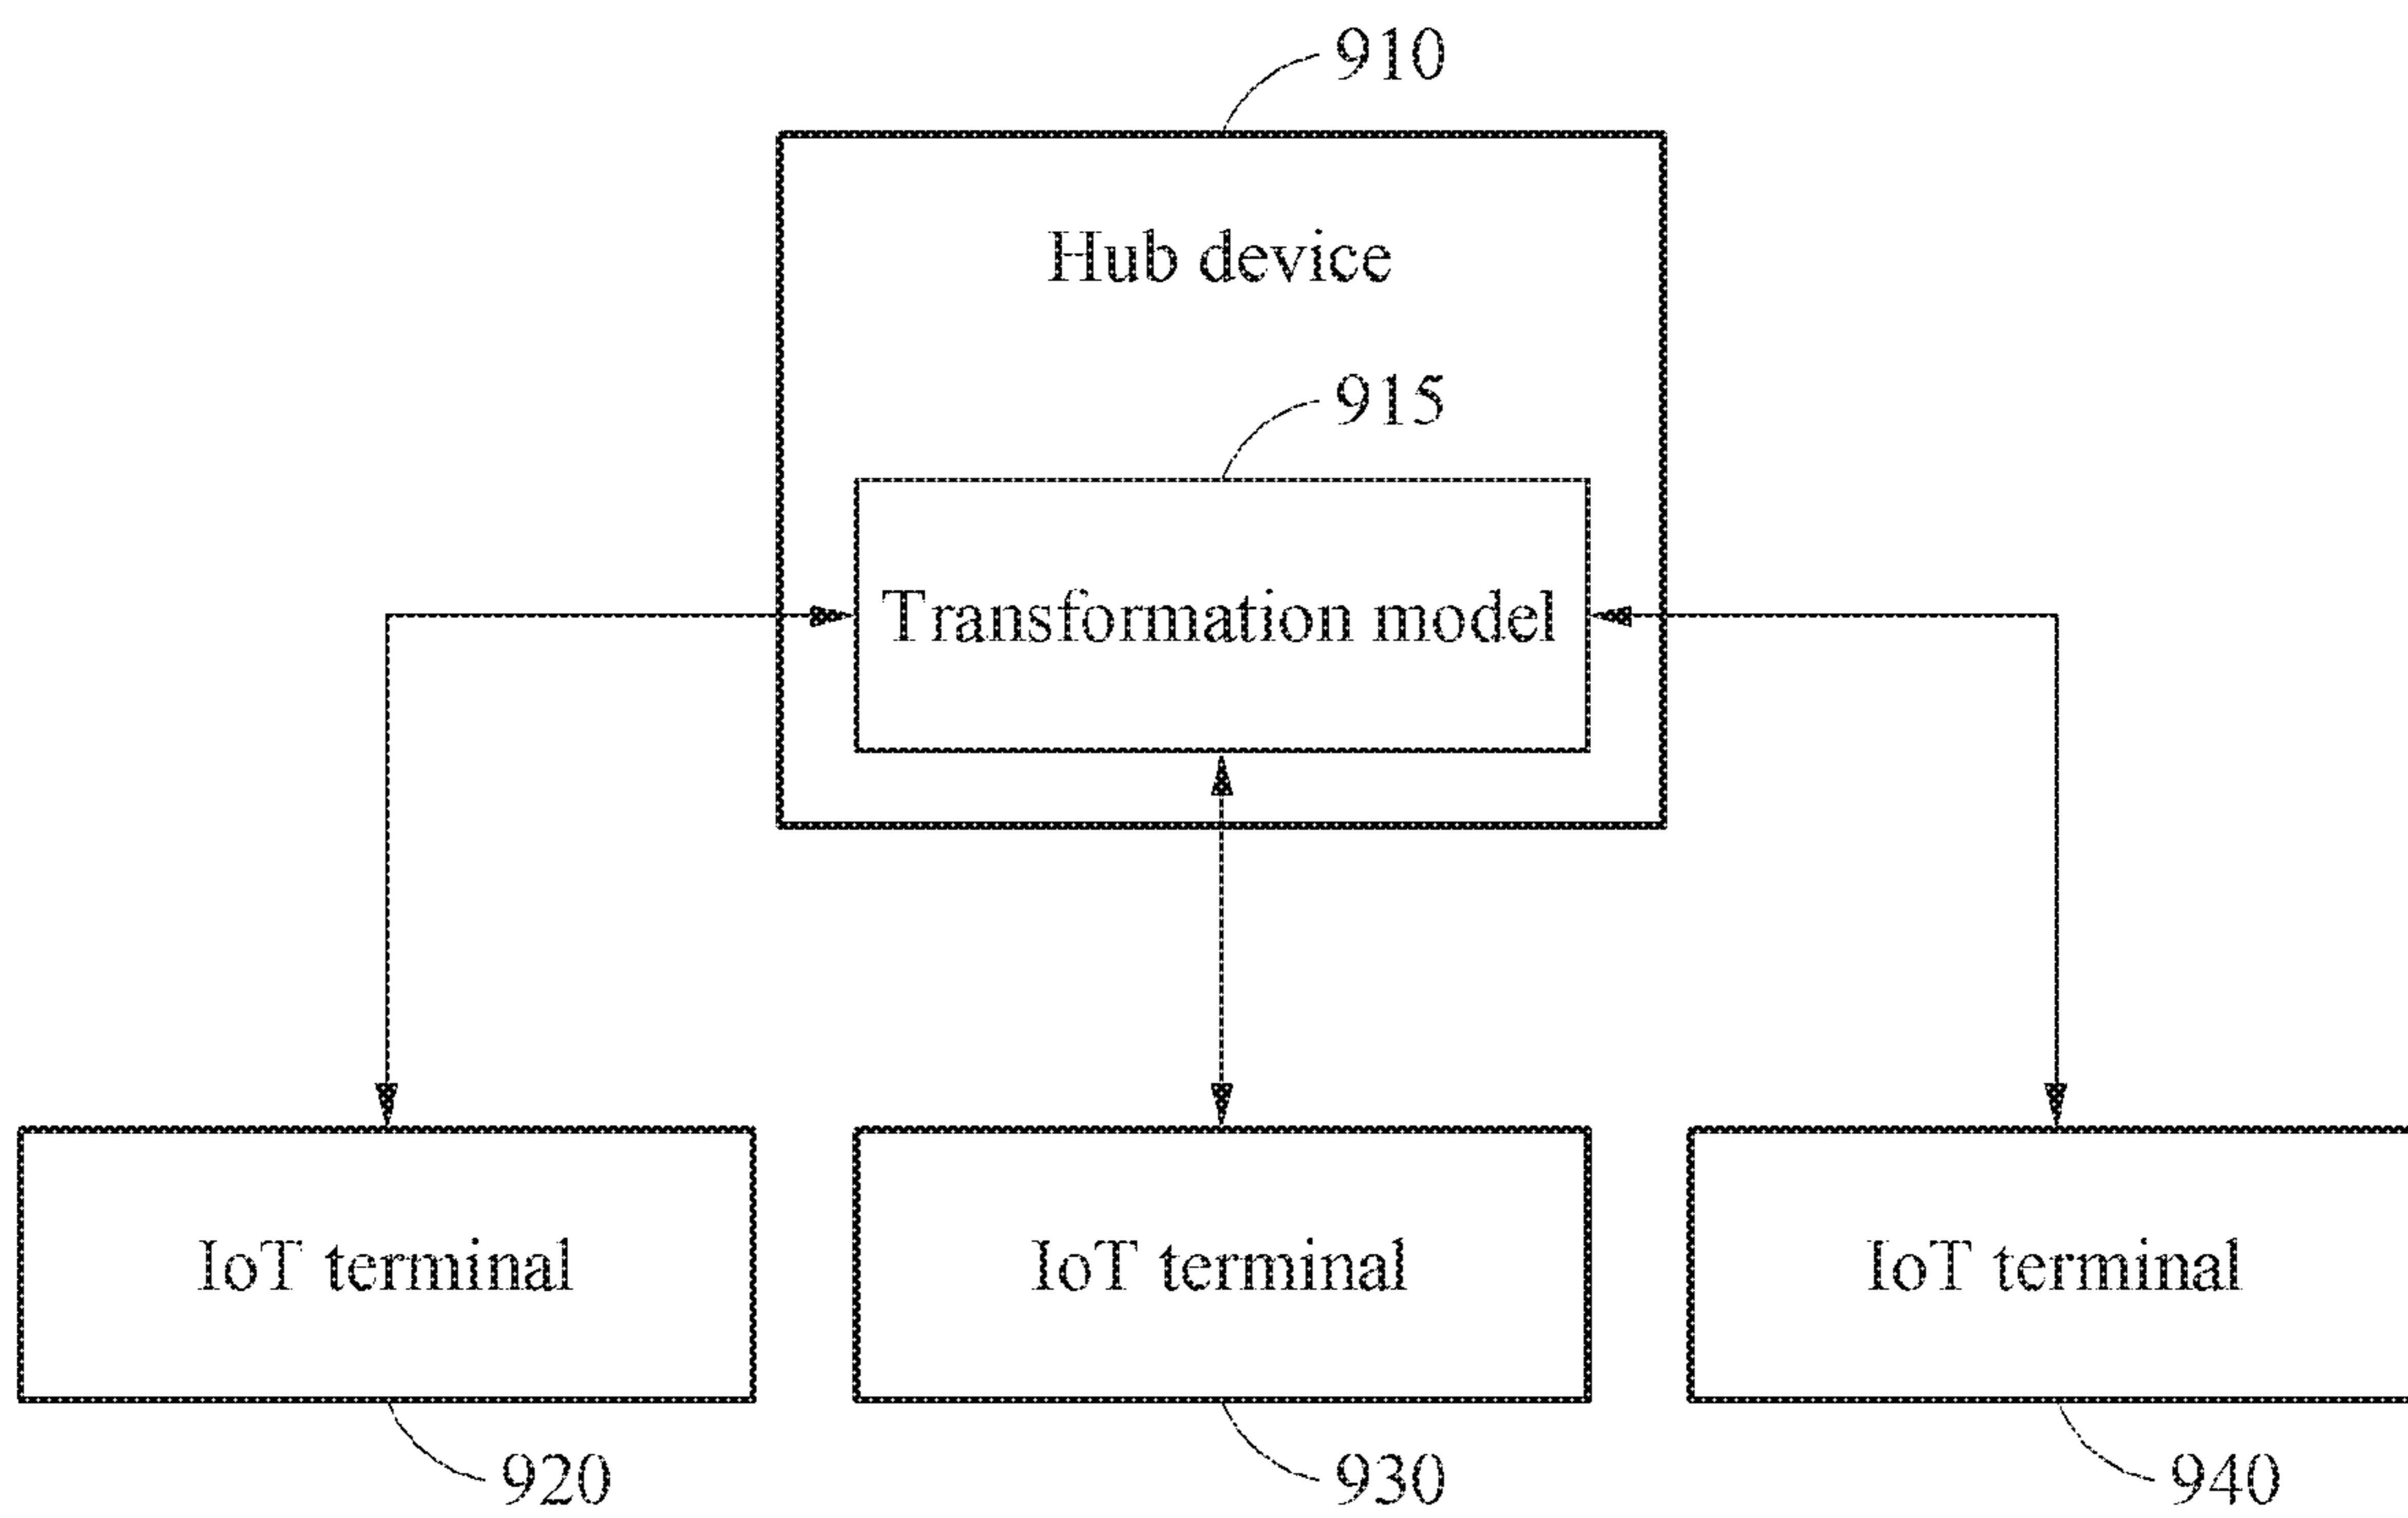 910
Hub device
915
Transformation model
IoT terminal
IoT terminal
IoT terminal
920
930
940